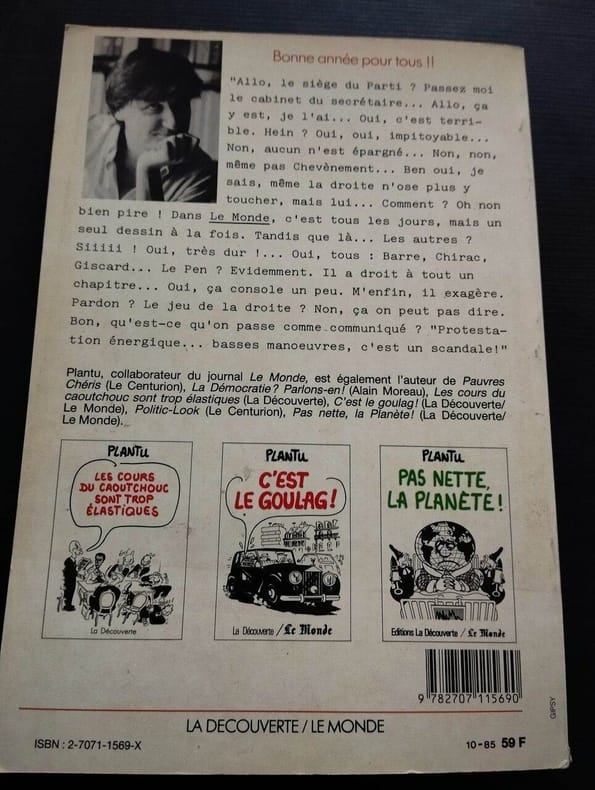 Bonne année pour tous !!
"Allo, le siège du Parti ? Passez moi
le cabinet du secrétaire... Allo, ça
y est, je l'ai... Oui, c'est terri-
ble. Hein ? Oui, oui, impitoyable...
Non, aucun n'est épargné... Non, non,
même pas Chevènement... Ben oui, je
sais, même la droite n'ose plus y
toucher, mais lui... Comment ? Oh non
bien pire ! Dans Le Monde, c'est tous les jours, mais un
seul dessin à la fois. Tandis que là... Les autres ?
Siiiii ! Oui, très dur !... Oui, tous : Barre, Chirac,
Giscard... Le Pen ? Evidemment. Il a droit à tout un
chapitre... Oui, ça console un peu. M'enfin, il exagère.
Pardon ? Le jeu de la droite ? Non, ça on peut pas dire.
Bon, qu'est-ce qu'on passe comme communiqué ? "Protesta-
tion énergique... basses manoeuvres, c'est un scandale!"
Plantu, collaborateur du journal Le Monde, est également l'auteur de Pauvres
Chéris (Le Centurion), La Démocratie? Parlons-en! (Alain Moreau), Les cours du
caoutchouc sont trop élastiques (La Découverte), C'est le goulag! (La Découverte/
Le Monde), Politic-Look (Le Centurion), Pas nette, la Planète! (La Découverte/
Le Monde).
PLANTU
LES COURS
DU CAOUTCHOUC
SONT TROP
ÉLASTIQUES
La Découverte
PLANTU
C'EST
LE GOULAG!
La Découverte / Le Monde
PLANTU
PAS NETTE,
LA PLANÈTE!
Editions La Découverte / Le Monde
9 782707 115690
GIPSY
LA DECOUVERTE/LE MONDE
ISBN : 2-7071-1569-X
10-85 59 F